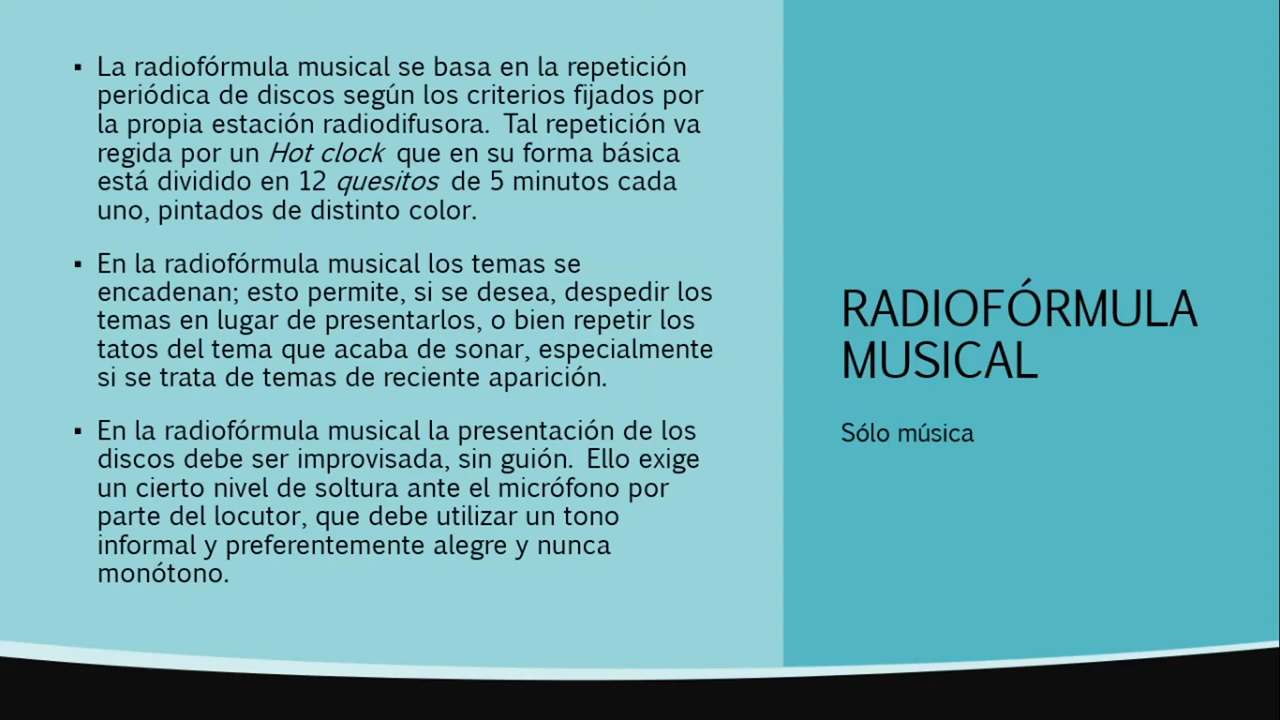 ▪ La radiofórmula musical se basa en la repetición
periódica de discos según los criterios fijados por
la propia estación radiodifusora. Tal repetición va
regida por un Hot clock que en su forma básica
está dividido en 12 quesitos de 5 minutos cada
uno, pintados de distinto color.
▪ En la radiofórmula musical los temas se
encadenan; esto permite, si se desea, despedir los
temas en lugar de presentarlos, o bien repetir los
tatos del tema que acaba de sonar, especialmente
si se trata de temas de reciente aparición.
▪ En la radiofórmula musical la presentación de los
discos debe ser improvisada, sin guión. Ello exige
un cierto nivel de soltura ante el micrófono por
parte del locutor, que debe utilizar un tono
informal y preferentemente alegre y nunca
monótono.
RADIOFÓRMULA
MUSICAL
Sólo música